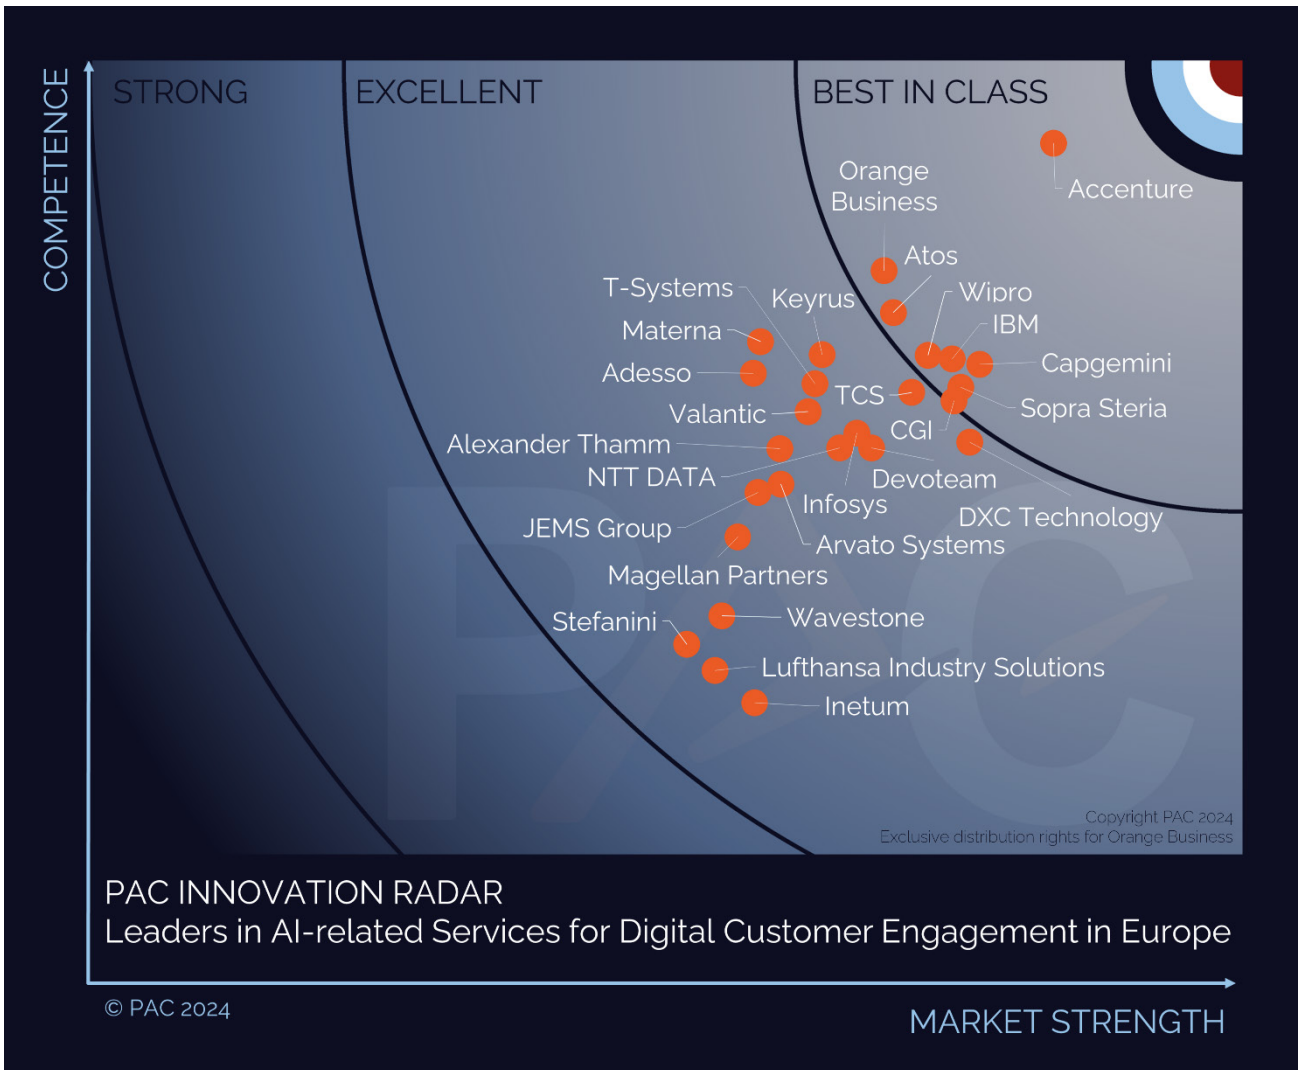 COMPETENCE
STRONG
EXCELLENT
BEST IN CLASS
Accenture
Orange
Business
Atos
T-Systems
Keyrus
Wipro
Materna
IBM
Capgemini
Adesso
TCS
Valantic
Sopra Steria
CGI
Alexander Thamm
NTT DATA
Devoteam
Infosys
DXC Technology
JEMS Group
Arvato Systems
Magellan Partners
Stefanini
Wavestone
Lufthansa Industry Solutions
Inetum
PAC
Copyright PAC 2024
Exclusive distribution rights for Orange Business
PAC INNOVATION RADAR
Leaders in AI-related Services for Digital Customer Engagement in Europe
© PAC 2024
MARKET STRENGTH